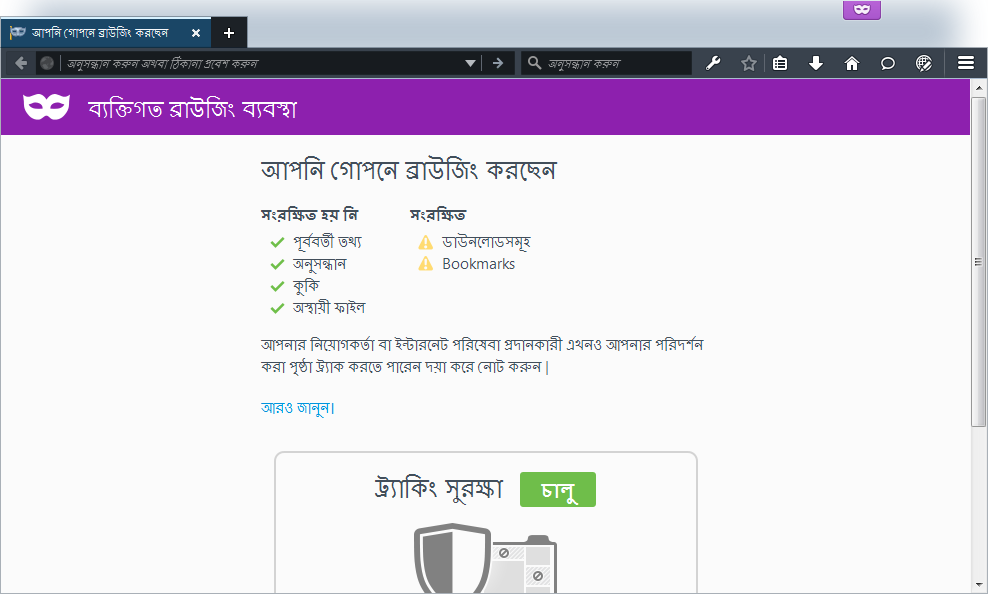 আপনি গোপনে ব্রাউজিং করছেন
অনুসন্ধান করুন অথবা ঠিকানা প্রবেশ করুন
অনুসন্ধান করুন
ব্যক্তিগত ব্রাউজিং ব্যবস্থা
আপনি গোপনে ব্রাউজিং করছেন
সংরক্ষিত হয় নি
সংরক্ষিত
পূর্ববর্তী তথ্য
ডাউনলোডসমূহ
অনুসন্ধান
Bookmarks
কুকি
অস্থায়ী ফাইল
আপনার নিয়োগকর্তা বা ইন্টারনেট পরিষেবা প্রদানকারী এখনও আপনার পরিদর্শন
করা পৃষ্ঠা ট্র্যাক করতে পারেন দয়া করে নোট করুন |
আরও জানুন।
ট্র্যাকিং সুরক্ষা
চালু